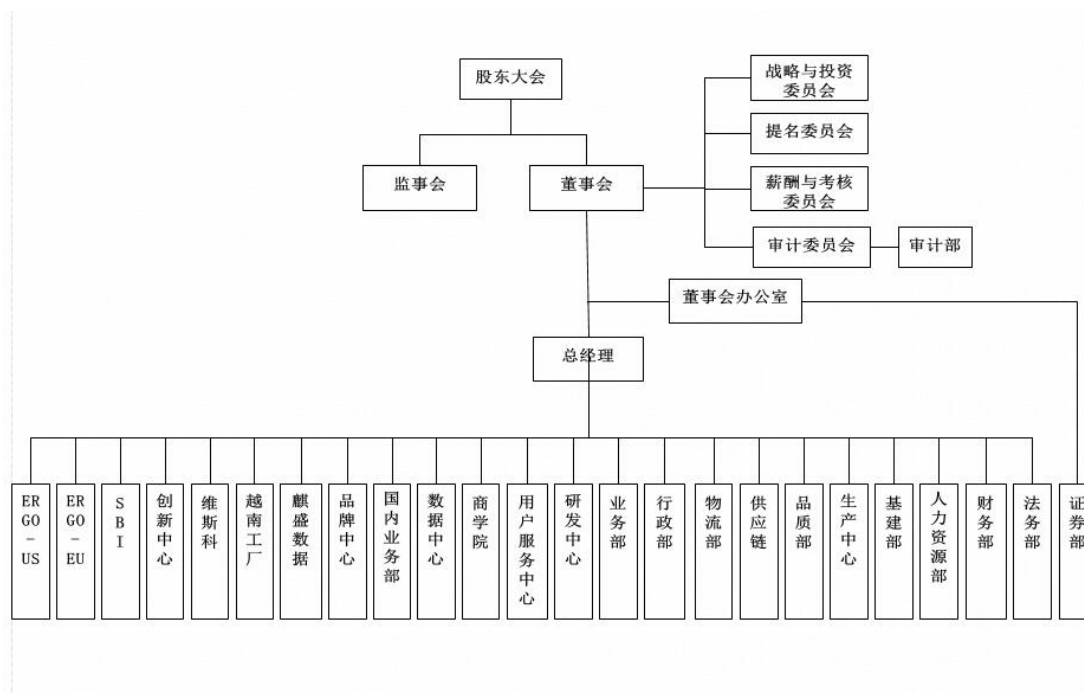 股东大会
战略与投资
委员会
提名委员会
监事会
董事会
薪酬与考核
委员会
审计委员会
审计部
董事会办公室
总经理
ER
GO-
US
ER
GO-
EU
SBI
创新中心
维斯科
越南工厂
麒盛数据
品牌中心
国内业务部
数据中心
商学院
用户服务中心
研发中心
业务部
行政部
物流部
供应链
品质部
生产中心
基建部
人力资源部
财务部
法务部
证券部